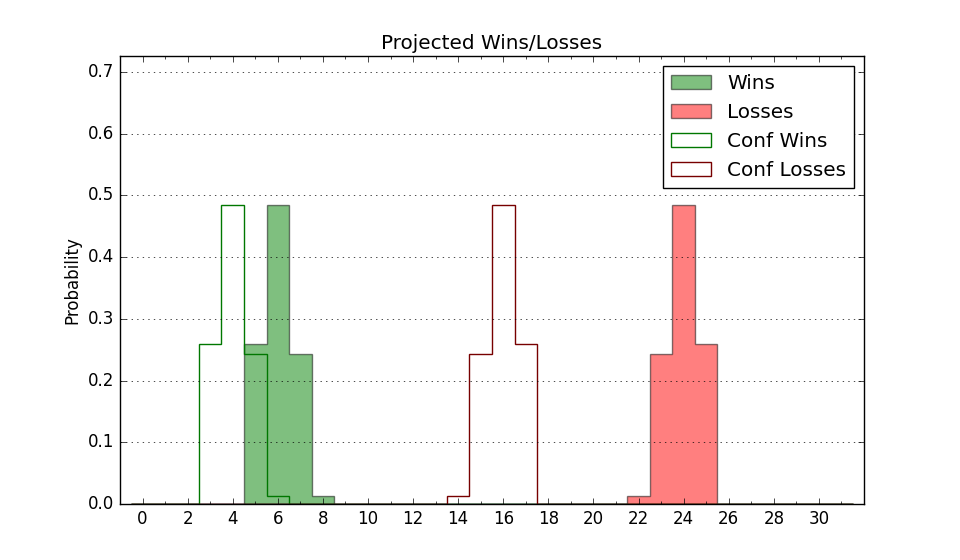 Projected Wins/Losses
Wins
Losses
Conf Wins
Conf Losses
Probability
0.7
0.6
0.5
0.4
0.3
0.2
0.1
0.0
0 2 4 6 8 10 12 14 16 18 20 22 24 26 28 30